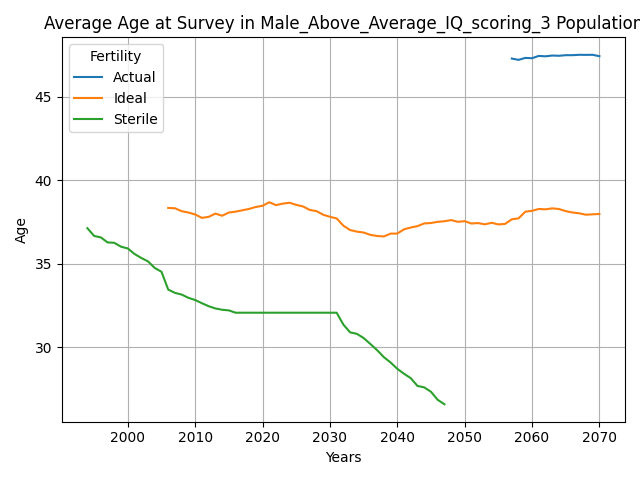 Average Age at Survey in Male_Above_Average_IQ_scoring_3 Population
Fertility
Actual
Ideal
Sterile
45
40
35
30
Age
2000
2010
2020
2030
2040
2050
2060
2070
Years